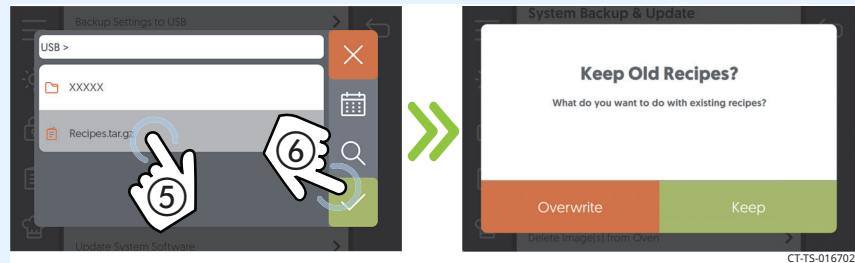 Backup Settings to USB
USB >
XXXXX
Recipes.tar.gz
5
6
Update System Software
System Backup & Update
Keep Old Recipes?
What do you want to do with existing recipes?
Overwrite
Keep
Delete Image(s) from Oven
CT-TS-016702